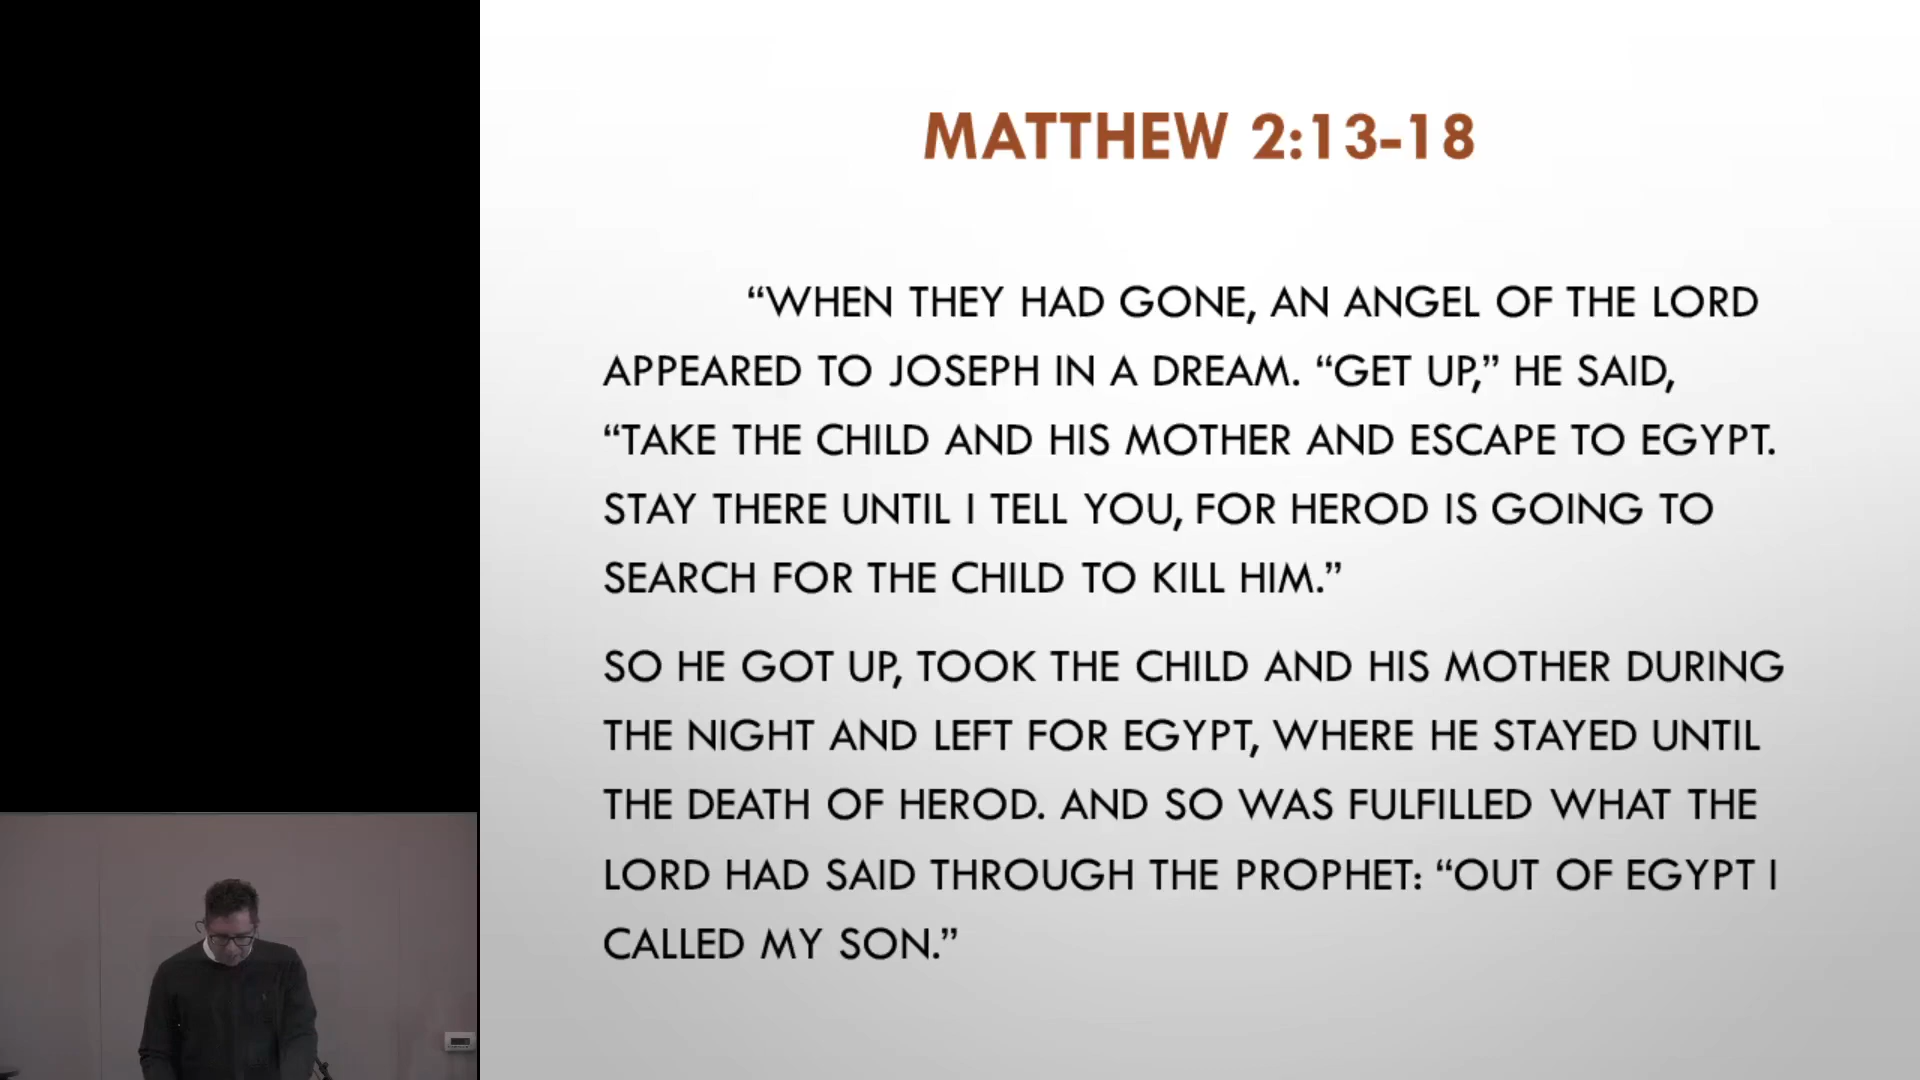 MATTHEW 2:13-18
“WHEN THEY HAD GONE, AN ANGEL OF THE LORD
APPEARED TO JOSEPH IN A DREAM. “GET UP,” HE SAID,
“TAKE THE CHILD AND HIS MOTHER AND ESCAPE TO EGYPT.
STAY THERE UNTIL I TELL YOU, FOR HEROD IS GOING TO
SEARCH FOR THE CHILD TO KILL HIM.”
SO HE GOT UP, TOOK THE CHILD AND HIS MOTHER DURING
THE NIGHT AND LEFT FOR EGYPT, WHERE HE STAYED UNTIL
THE DEATH OF HEROD. AND SO WAS FULFILLED WHAT THE
LORD HAD SAID THROUGH THE PROPHET: “OUT OF EGYPT I
CALLED MY SON.”